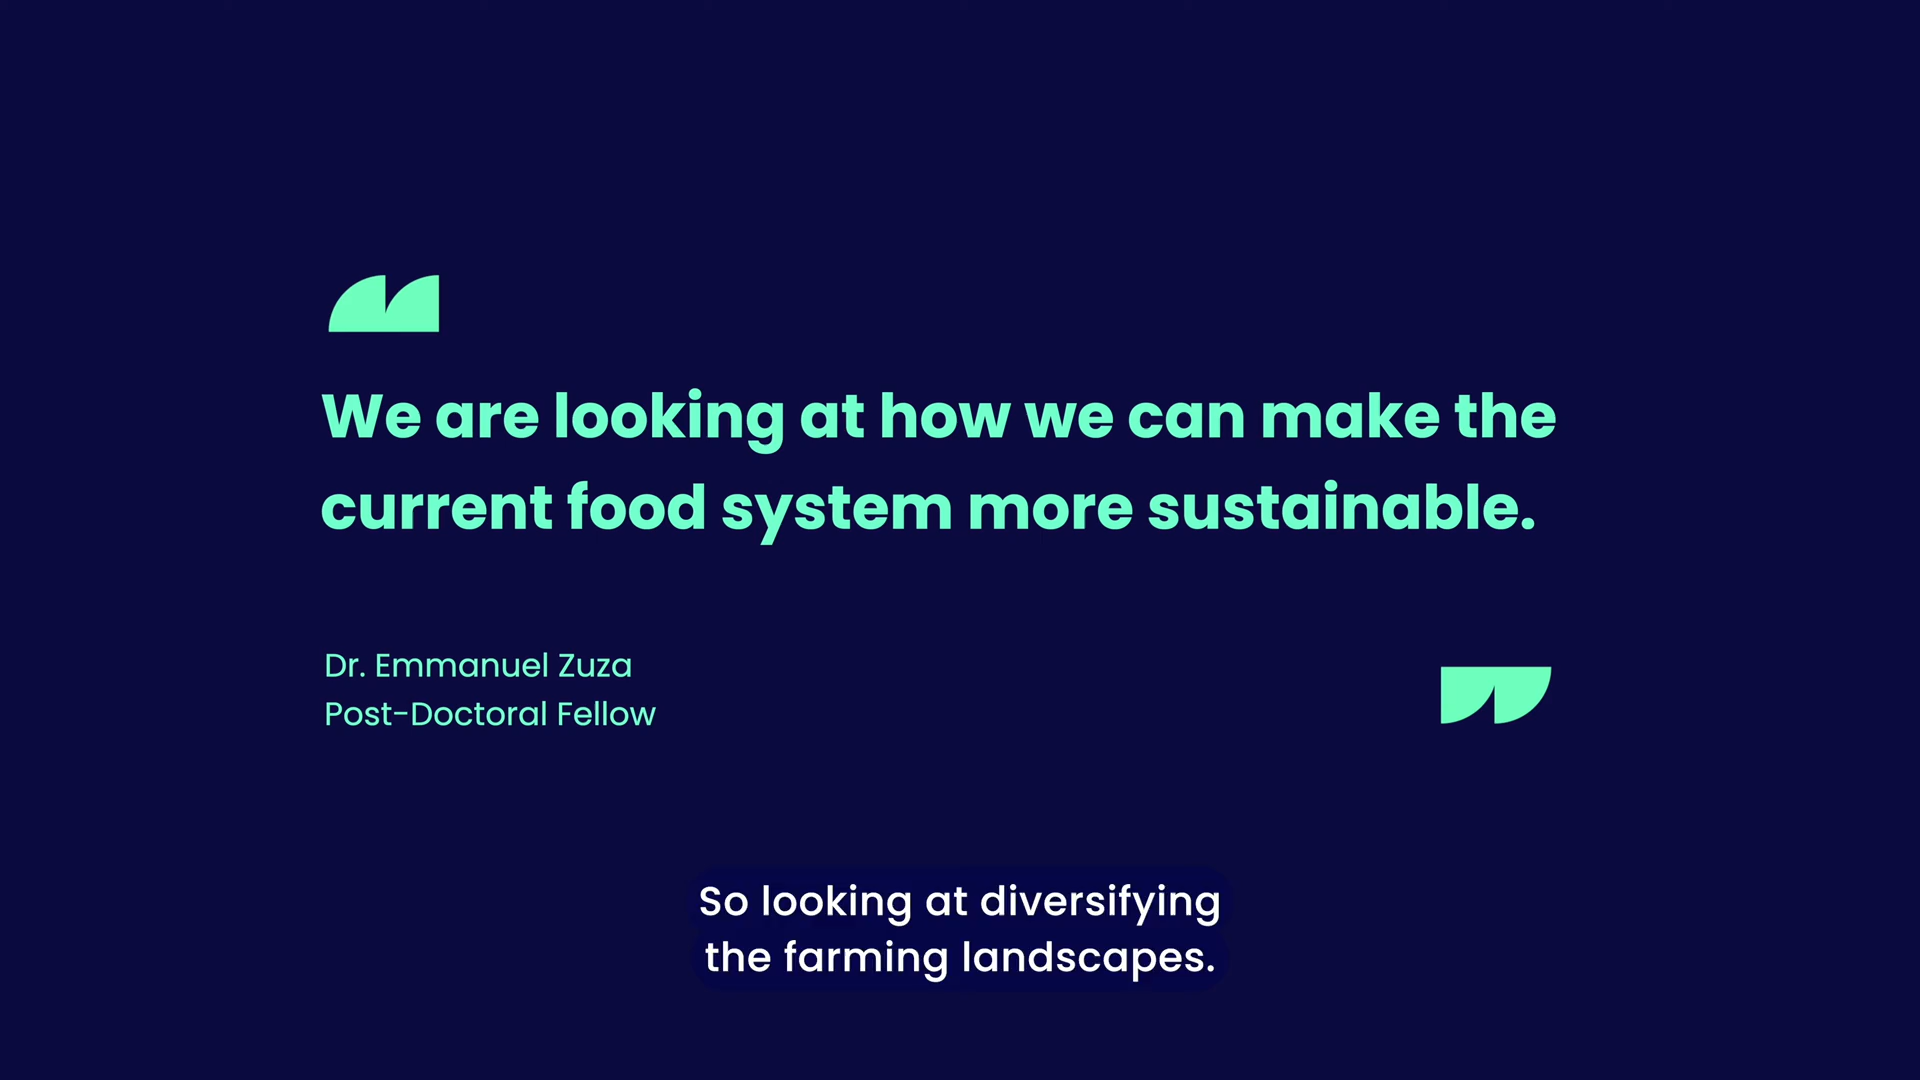 We are looking at how we can make the
current food system more sustainable.
Dr. Emmanuel Zuza
Post-Doctoral Fellow
So looking at diversifying
the farming landscapes.